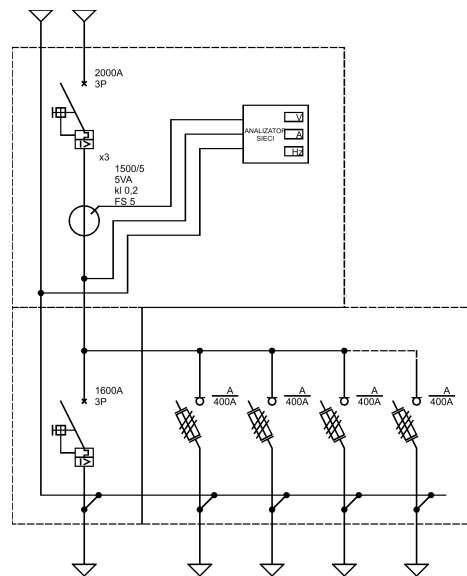 2000A
3P
V
ANALIZATOR
SIECI
A
Hz
I>
x3
1500/5
5VA
kl 0,2
FS 5
1600A
3P
A
400A
A
400A
A
400A
A
400A
I>